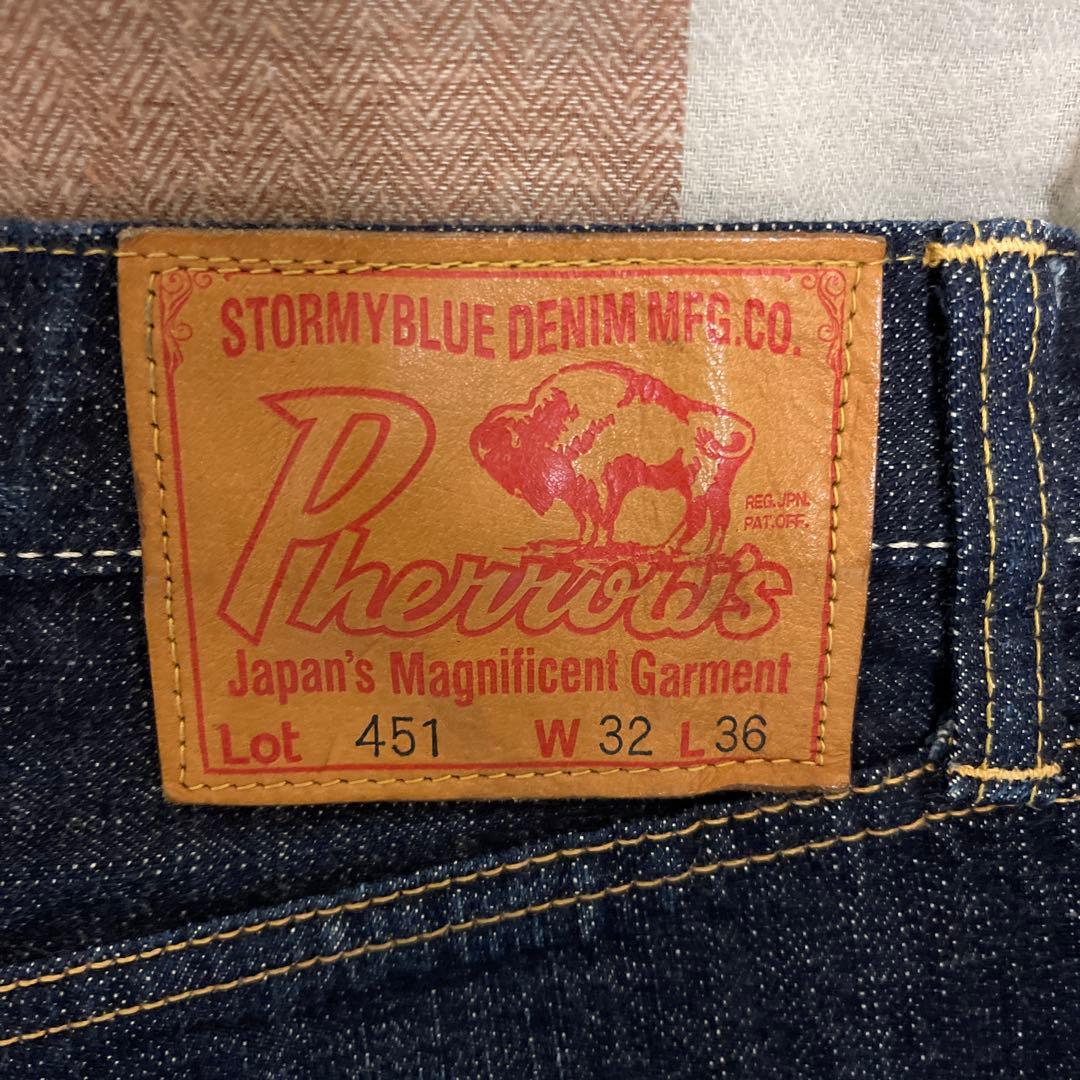 STORMYBLUE DENIM MFG.CO.
REG.JPN.
PAT.OFF.
Pherrow's
Japan's Magnificent Garment
Lot 451 W 32 L 36